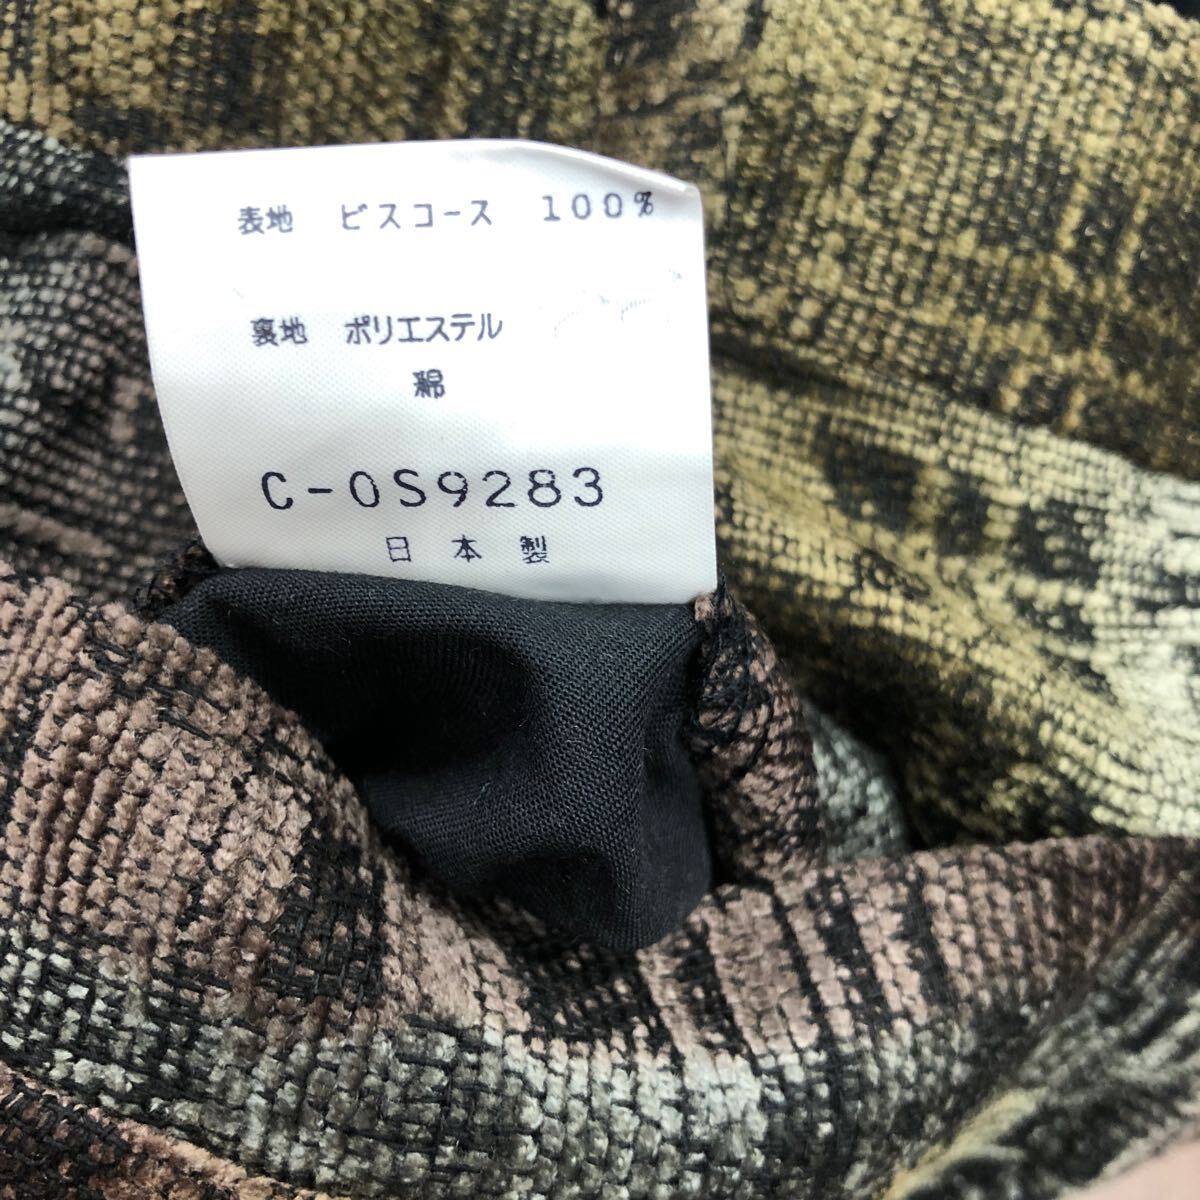 表地 ビスコース 100%
裏地 ポリエステル
綿
C-0S9283
日本製